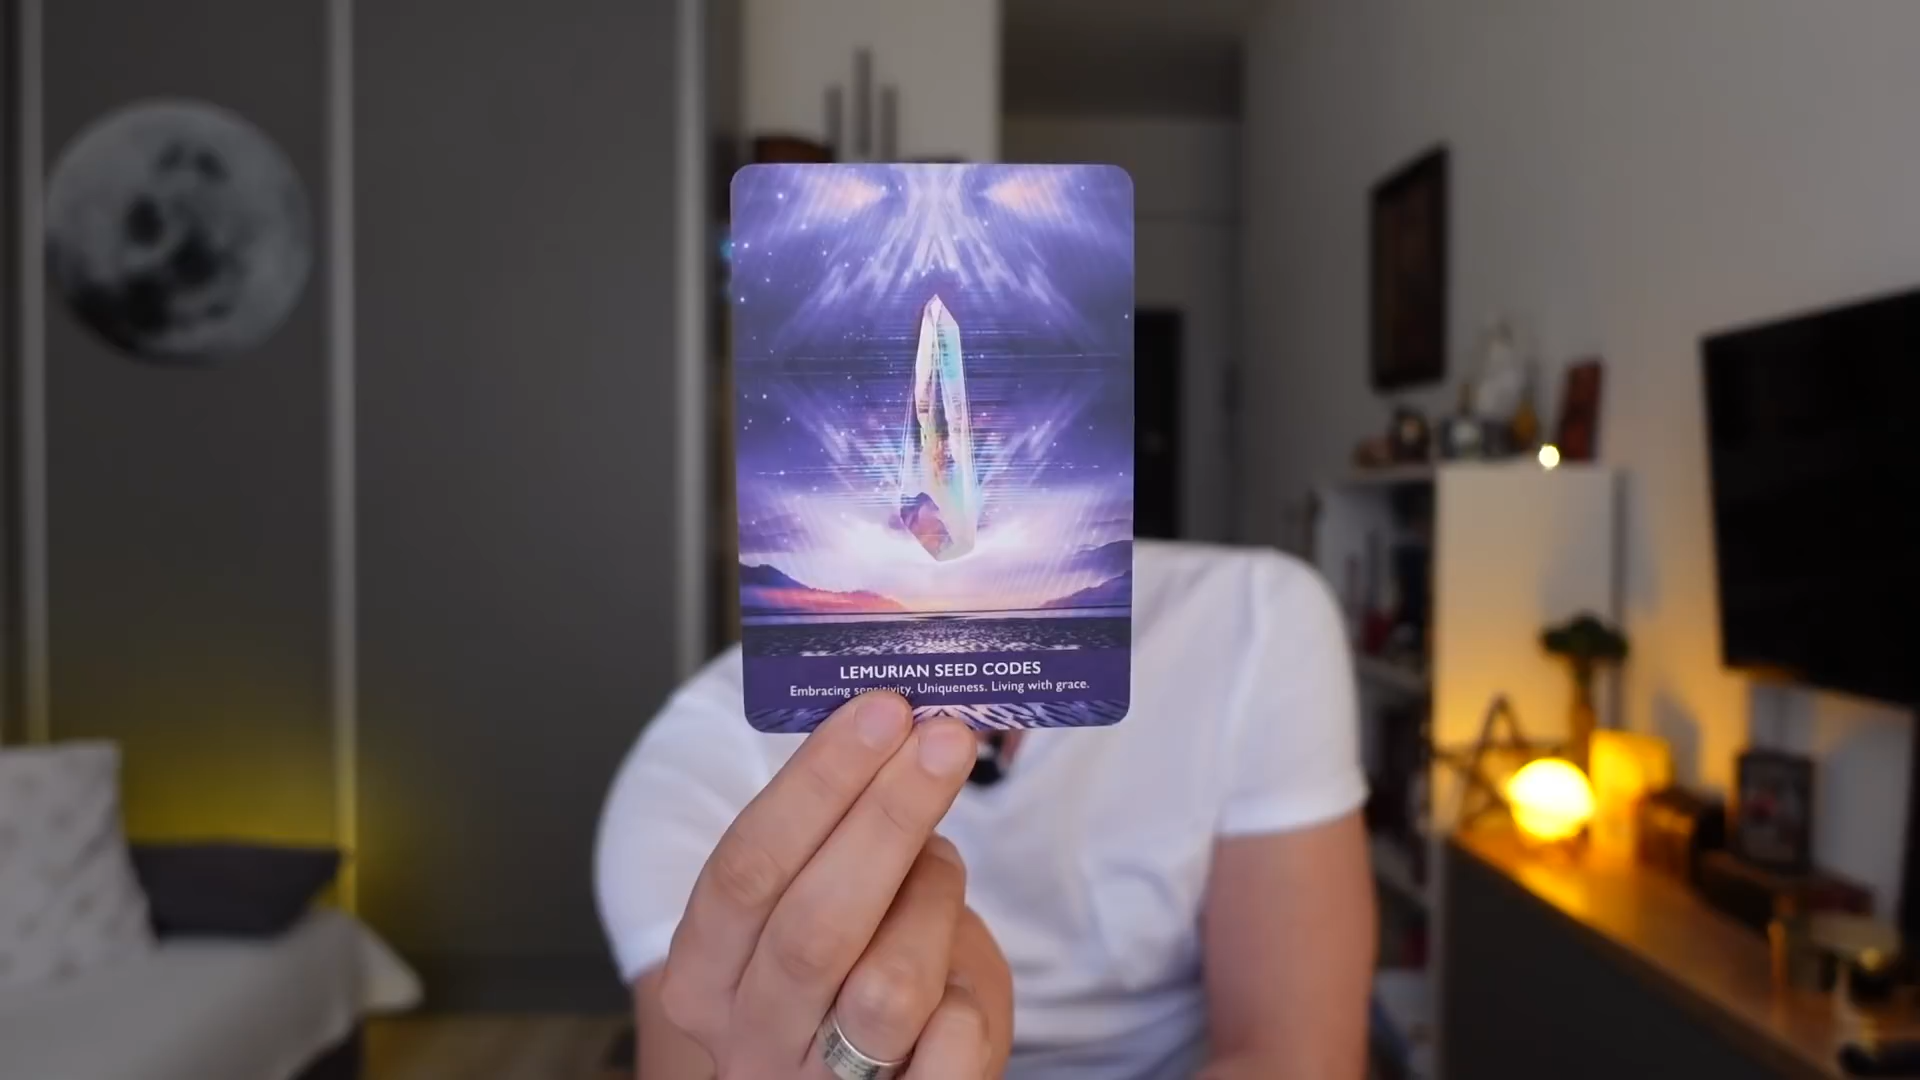 LEMURIAN SEED CODES
Embracing sensitivity. Uniqueness. Living with grace.